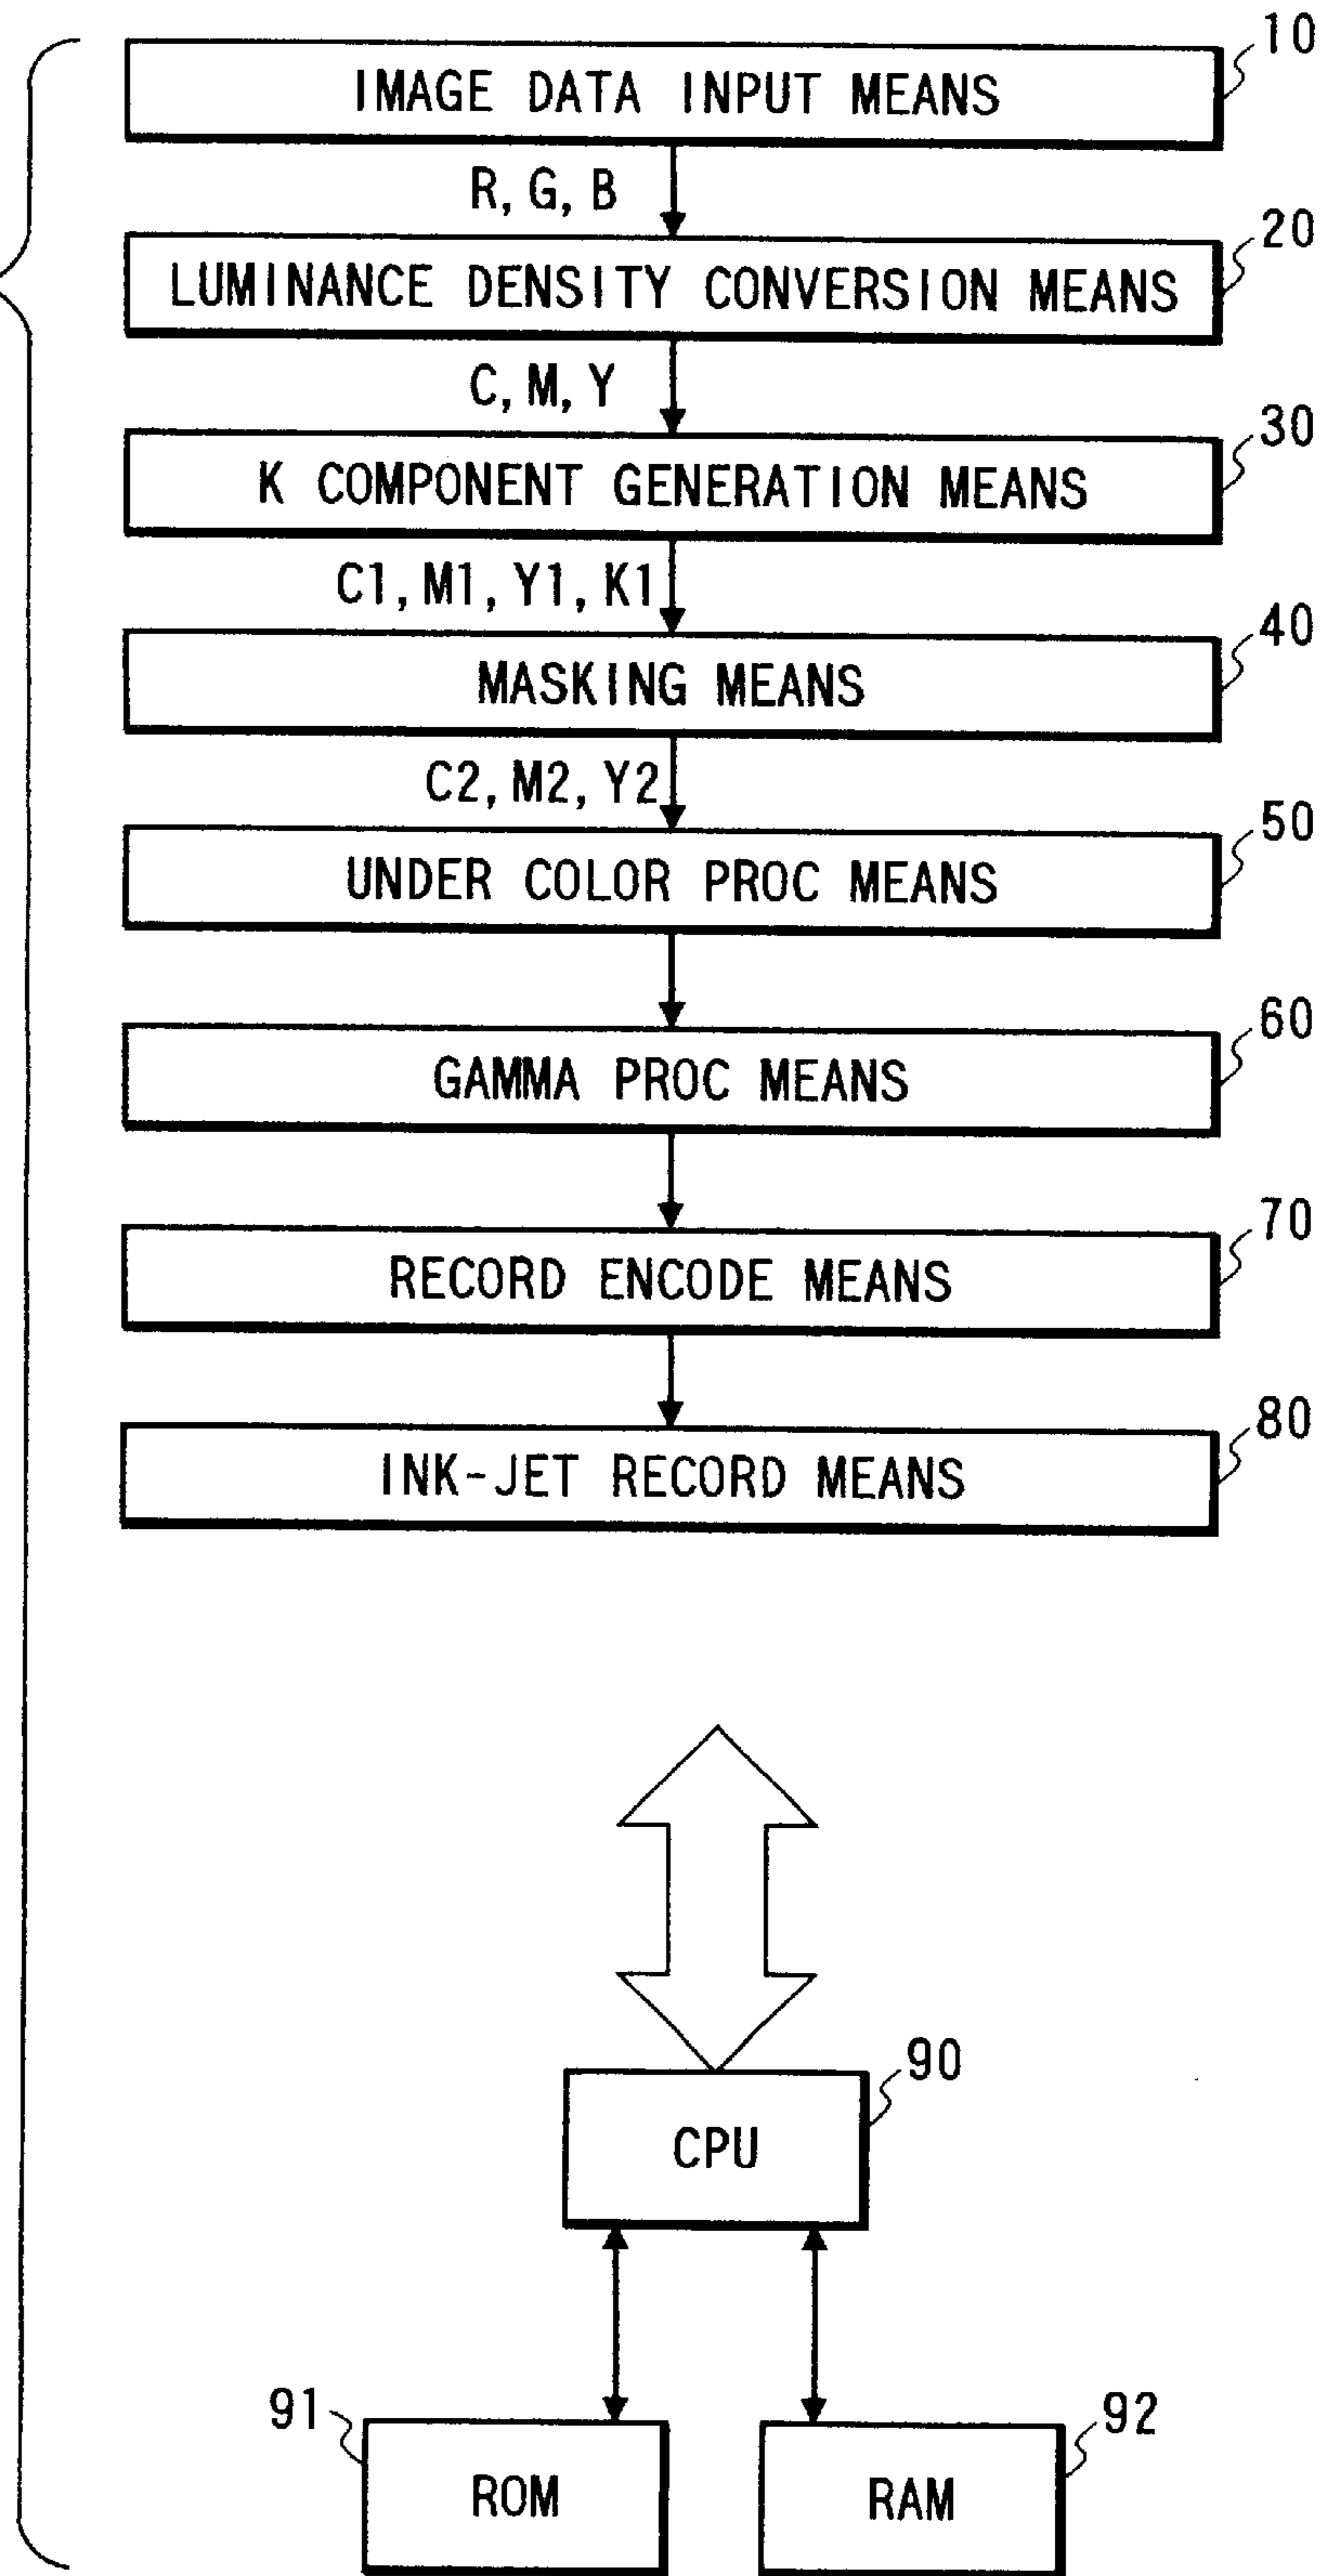 10
IMAGE DATA INPUT MEANS
R, G, B
20
LUMINANCE DENSITY CONVERSION MEANS
C, M, Y
30
K COMPONENT GENERATION MEANS
C1, M1, Y1, K1
40
MASKING MEANS
C2, M2, Y2
50
UNDER COLOR PROC MEANS
60
GAMMA PROC MEANS
70
RECORD ENCODE MEANS
80
INK-JET RECORD MEANS
90
CPU
91
ROM
92
RAM